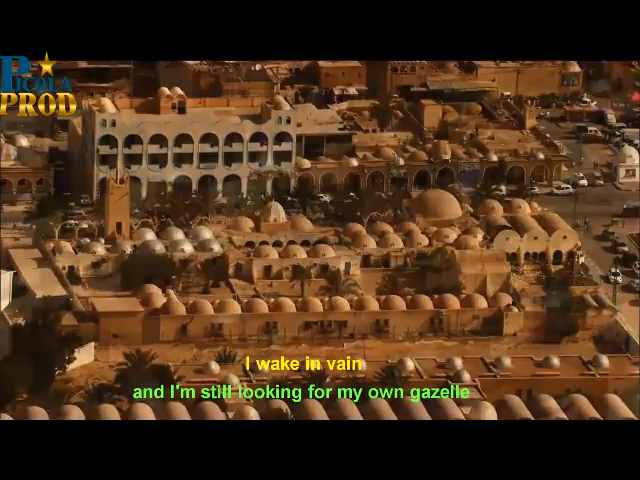 PICOLA
PROD
I wake in vain
and I'm still looking for my own gazelle